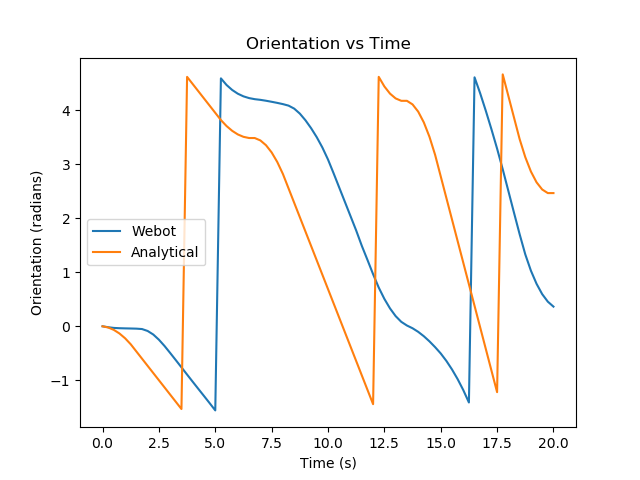 Orientation vs Time
Orientation (radians)
4
3
2
1
0
−1
Webot
Analytical
0.0 2.5 5.0 7.5 10.0 12.5 15.0 17.5 20.0
Time (s)